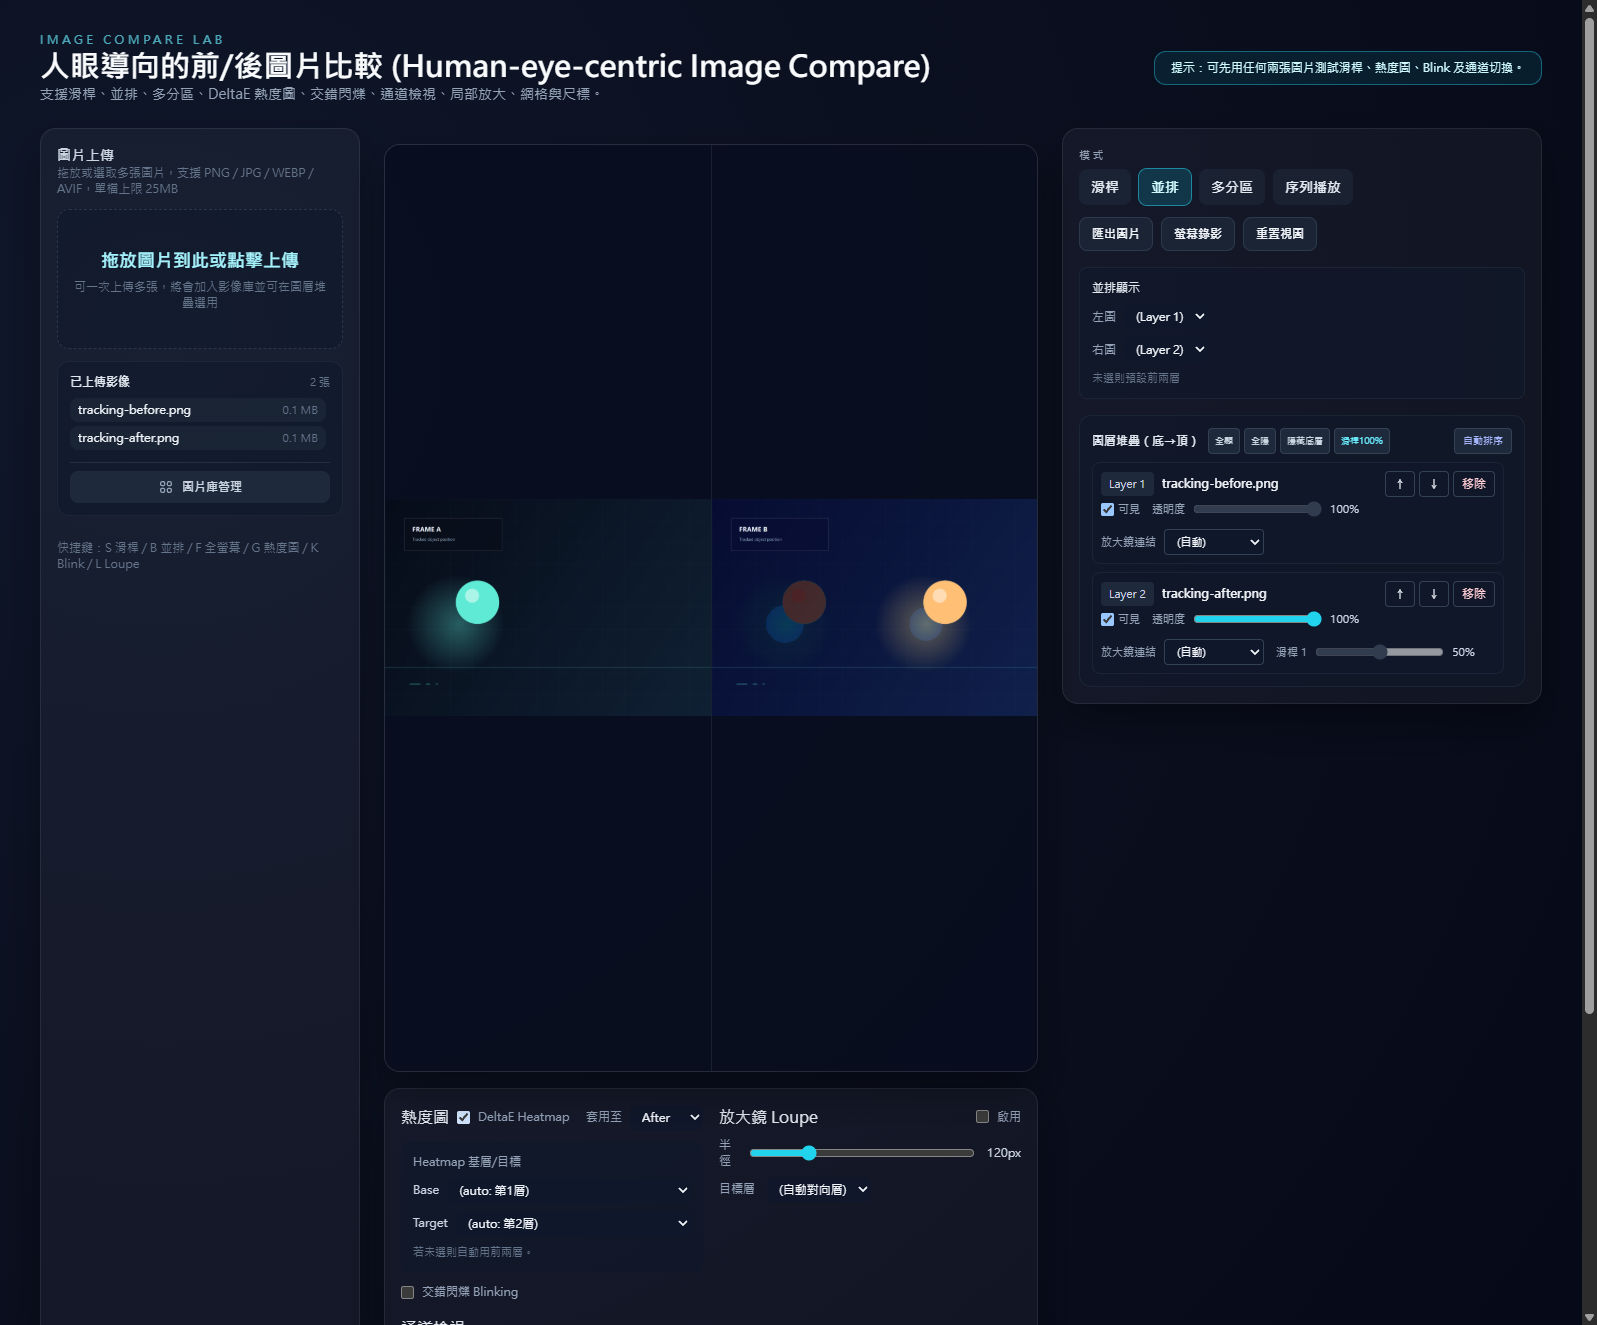 IMAGE COMPARE LAB
人眼導向的前/後圖片比較 (Human-eye-centric Image Compare)
支援滑桿、並排、多分區、DeltaE 熱度圖、交錯閃爍、通道檢視、局部放大、網格與尺標。
提示：可先用任何兩張圖片測試滑桿、熱度圖、Blink 及通道切換。
圖片上傳
拖放或選取多張圖片，支援 PNG / JPG / WEBP /
AVIF，單檔上限 25MB
拖放圖片到此或點擊上傳
可一次上傳多張，將會加入影像庫並可在圖層堆
疊選用
已上傳影像
2 張
tracking-before.png
0.1 MB
tracking-after.png
0.1 MB
圖片庫管理
快捷鍵：S 滑桿 / B 並排 / F 全螢幕 / G 熱度圖 / K
Blink / L Loupe
FRAME A
Tracked object position
FRAME B
Tracked object position
熱度圖
DeltaE Heatmap
套用至
After
Heatmap 基層/目標
Base
(auto: 第1層)
Target
(auto: 第2層)
若未選則自動用前兩層。
交錯閃爍 Blinking
通道檢視
放大鏡 Loupe
啟用
半
徑
120px
目標層
(自動對向層)
模式
滑桿
並排
多分區
序列播放
匯出圖片
螢幕錄影
重置視圖
並排顯示
左圖
(Layer 1)
右圖
(Layer 2)
未選則預設前兩層
圖層堆疊（底→頂）
全顯
全隱
隱藏底層
滑桿100%
自動排序
Layer 1
tracking-before.png
↑
↓
移除
可見
透明度
100%
放大鏡連結
(自動)
Layer 2
tracking-after.png
↑
↓
移除
可見
透明度
100%
放大鏡連結
(自動)
滑桿 1
50%